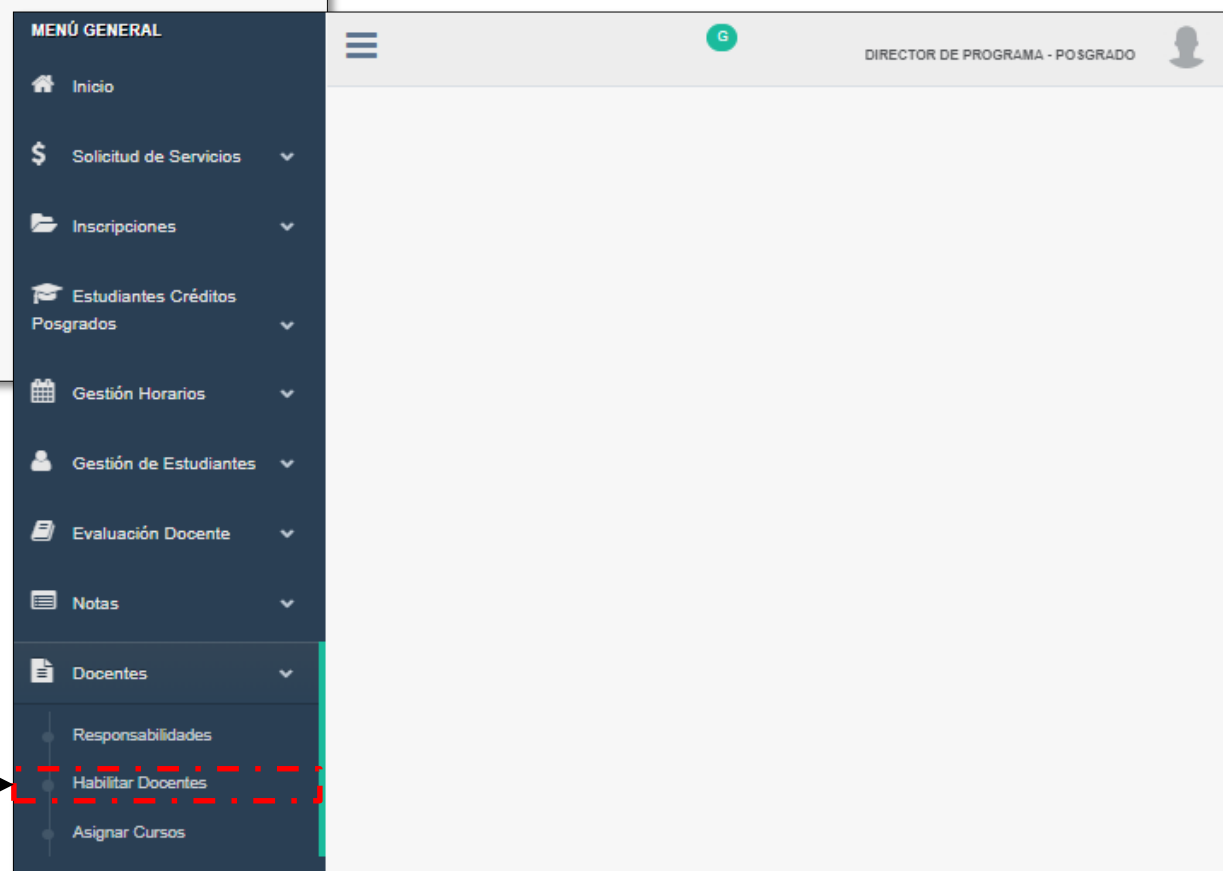 MENÚ GENERAL
G
DIRECTOR DE PROGRAMA - POSGRADO
Inicio
Solicitud de Servicios
Inscripciones
Estudiantes Créditos
Posgrados
Gestión Horarios
Gestión de Estudiantes
Evaluación Docente
Notas
Docentes
Responsabilidades
Habilitar Docentes
Asignar Cursos